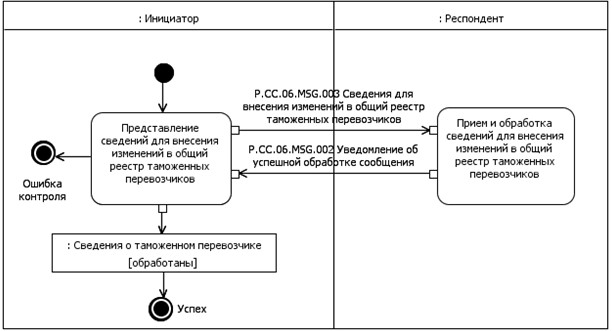 : Инициатор
: Респондент
P.CC.06.MSG.003 Сведения для
внесения изменений в общий реестр
таможенных перевозчиков
Представление
сведений для внесения
изменений в общий
реестр таможенных
перевозчиков
Прием и обработка
сведений для внесения
изменений в общий
реестр таможенных
перевозчиков
P.CC.06.MSG.002 Уведомление об
успешной обработке сообщения
Ошибка
контроля
: Сведения о таможенном перевозчике
[обработаны]
Успех